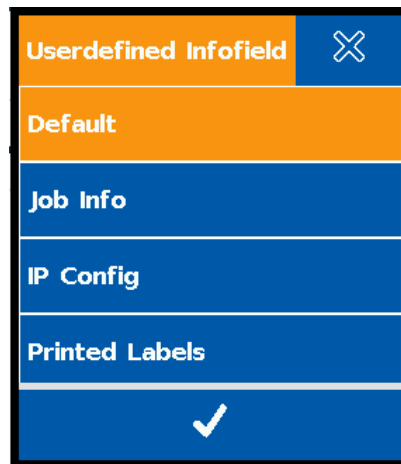 Userdefined Infofield
Default
Job Info
IP Config
Printed Labels